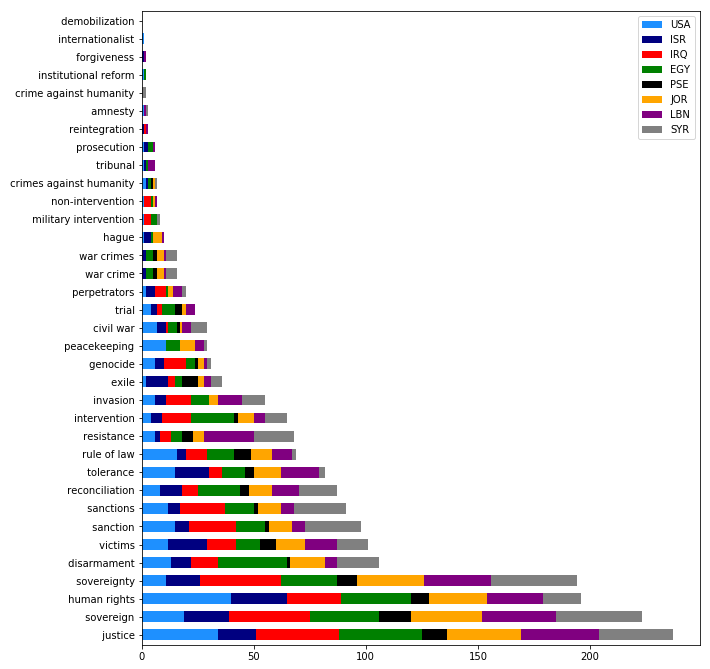 demobilization
internationalist
forgiveness
institutional reform
crime against humanity
amnesty
reintegration
prosecution
tribunal
crimes against humanity
non-intervention
military intervention
hague
war crimes
war crime
perpetrators
trial
civil war
peacekeeping
genocide
exile
invasion
intervention
resistance
rule of law
tolerance
reconciliation
sanctions
sanction
victims
disarmament
sovereignty
human rights
sovereign
justice
0 50 100 150 200
USA
ISR
IRQ
EGY
PSE
JOR
LBN
SYR